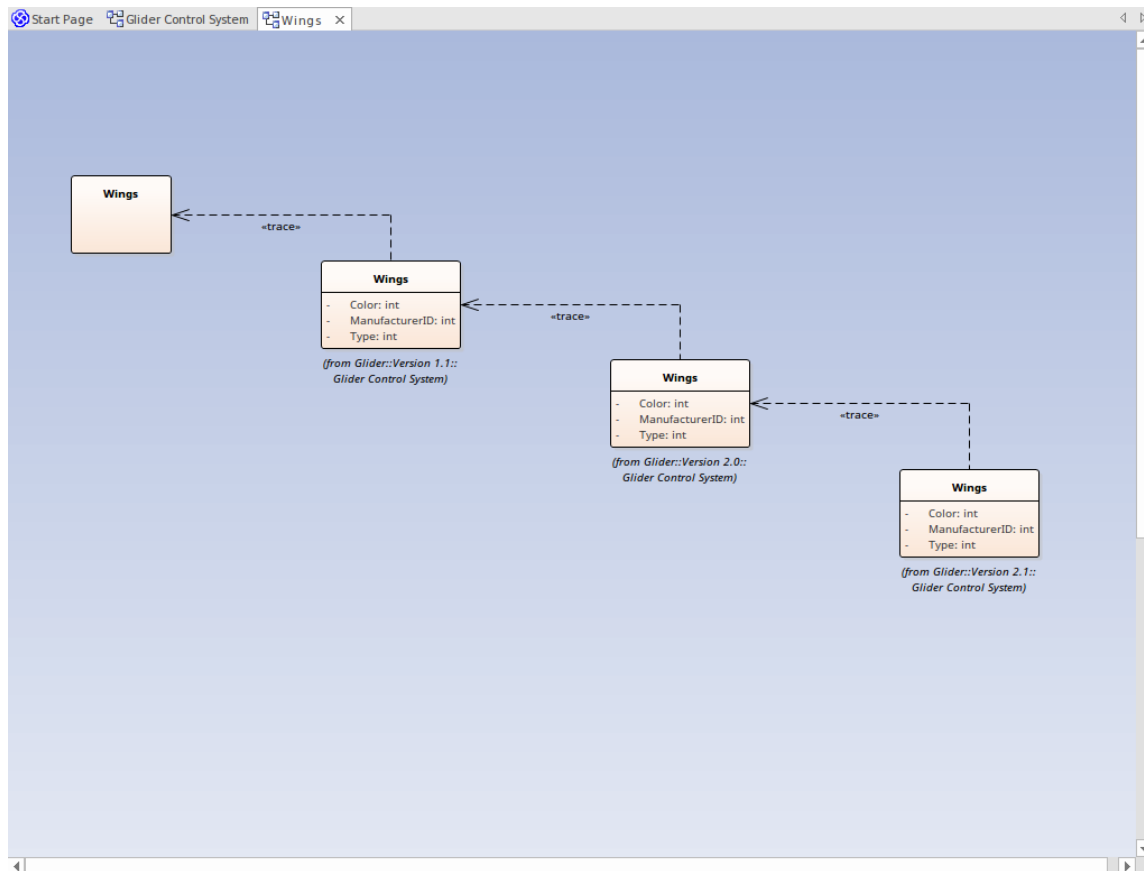 Start Page Glider Control System Wings
Wings
«trace»
Wings
- Color: int
- ManufacturerID: int
- Type: int
(from Glider::Version 1.1::
Glider Control System)
«trace»
Wings
- Color: int
- ManufacturerID: int
- Type: int
(from Glider::Version 2.0::
Glider Control System)
«trace»
Wings
- Color: int
- ManufacturerID: int
- Type: int
(from Glider::Version 2.1::
Glider Control System)